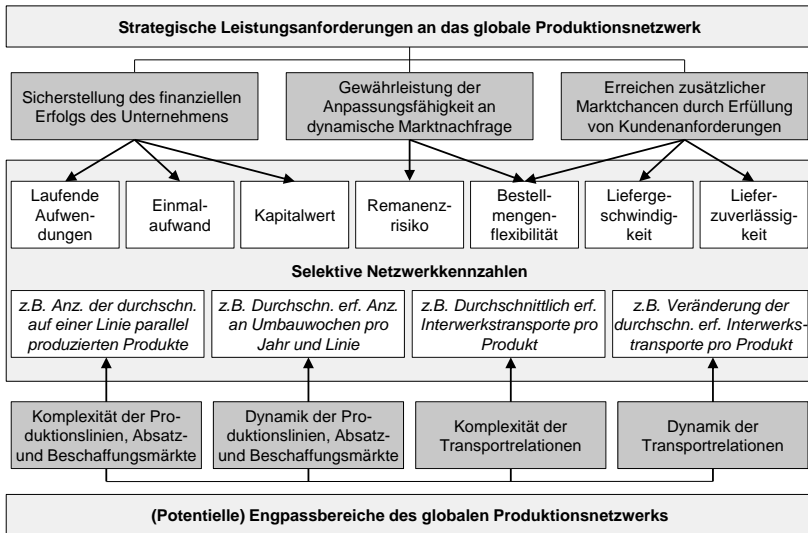 Strategische Leistungsanforderungen an das globale Produktionsnetzwerk
Sicherstellung des finanziellen
Erfolgs des Unternehmens
Gewährleistung der
Anpassungsfähigkeit an
dynamische Marktnachfrage
Erreichen zusätzlicher
Marktchancen durch Erfüllung
von Kundenanforderungen
Laufende
Aufwen-
dungen
Einmal-
aufwand
Kapitalwert
Remanenz-
risiko
Bestell-
mengen-
flexibilität
Lieferge-
schwindig-
keit
Liefer-
zuverlässig-
keit
Selektive Netzwerkkennzahlen
z.B. Anz. der durchschn.
auf einer Linie parallel
produzierten Produkte
z.B. Durchschn. erf. Anz.
an Umbauwochen pro
Jahr und Linie
z.B. Durchschnittlich erf.
Interwerkstransporte pro
Produkt
z.B. Veränderung der
durchschn. erf. Interwerks-
transporte pro Produkt
Komplexität der Pro-
duktionslinien, Absatz-
und Beschaffungsmärkte
Dynamik der Pro-
duktionslinien, Absatz-
und Beschaffungsmärkte
Komplexität der
Transportrelationen
Dynamik der
Transportrelationen
(Potentielle) Engpassbereiche des globalen Produktionsnetzwerks